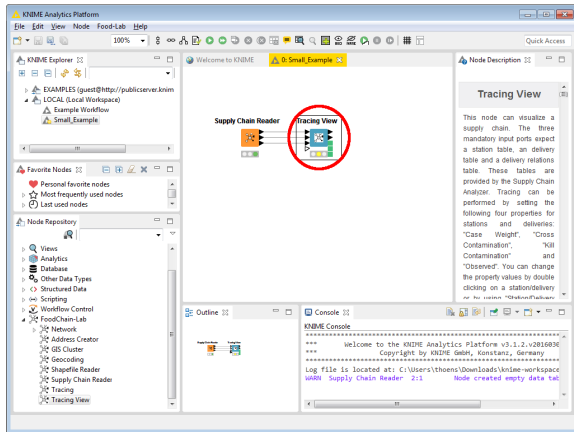 KNIME Analytics Platform
File Edit View Node Food-Lab Help
100%
Quick Access
KNIME Explorer
EXAMPLES (guest@http://publicserver.knim
LOCAL (Local Workspace)
Example Workflow
Small_Example
Favorite Nodes
Personal favorite nodes
Most frequently used nodes
Last used nodes
Node Repository
Views
Analytics
Database
Other Data Types
Structured Data
Scripting
Workflow Control
FoodChain-Lab
Network
Address Creator
GIS Cluster
Geocoding
Shapefile Reader
Supply Chain Reader
Tracing
Tracing View
Welcome to KNIME
0: Small_Example
Supply Chain Reader
Tracing View
Outline
Console
KNIME Console
***********************************
*** Welcome to the KNIME Analytics Platform v3.1.2.v2016030
*** Copyright by KNIME GmbH, Konstanz, Germany
***********************************
Log file is located at: C:\Users\thoens\Downloads\knime-workspace
WARN Supply Chain Reader 2:1 Node created empty data tab
Node Description
Tracing View
This node can visualize a
supply chain. The three
mandatory input ports expect
a station table, an delivery
table and a delivery relations
table. These tables are
provided by the Supply Chain
Analyzer. Tracing can be
performed by setting the
following four properties for
stations and deliveries:
"Case Weight", "Cross
Contamination", "Kill
Contamination" and
"Observed". You can change
the property values by double
clicking on a station/delivery
or by using "Station/Delivery